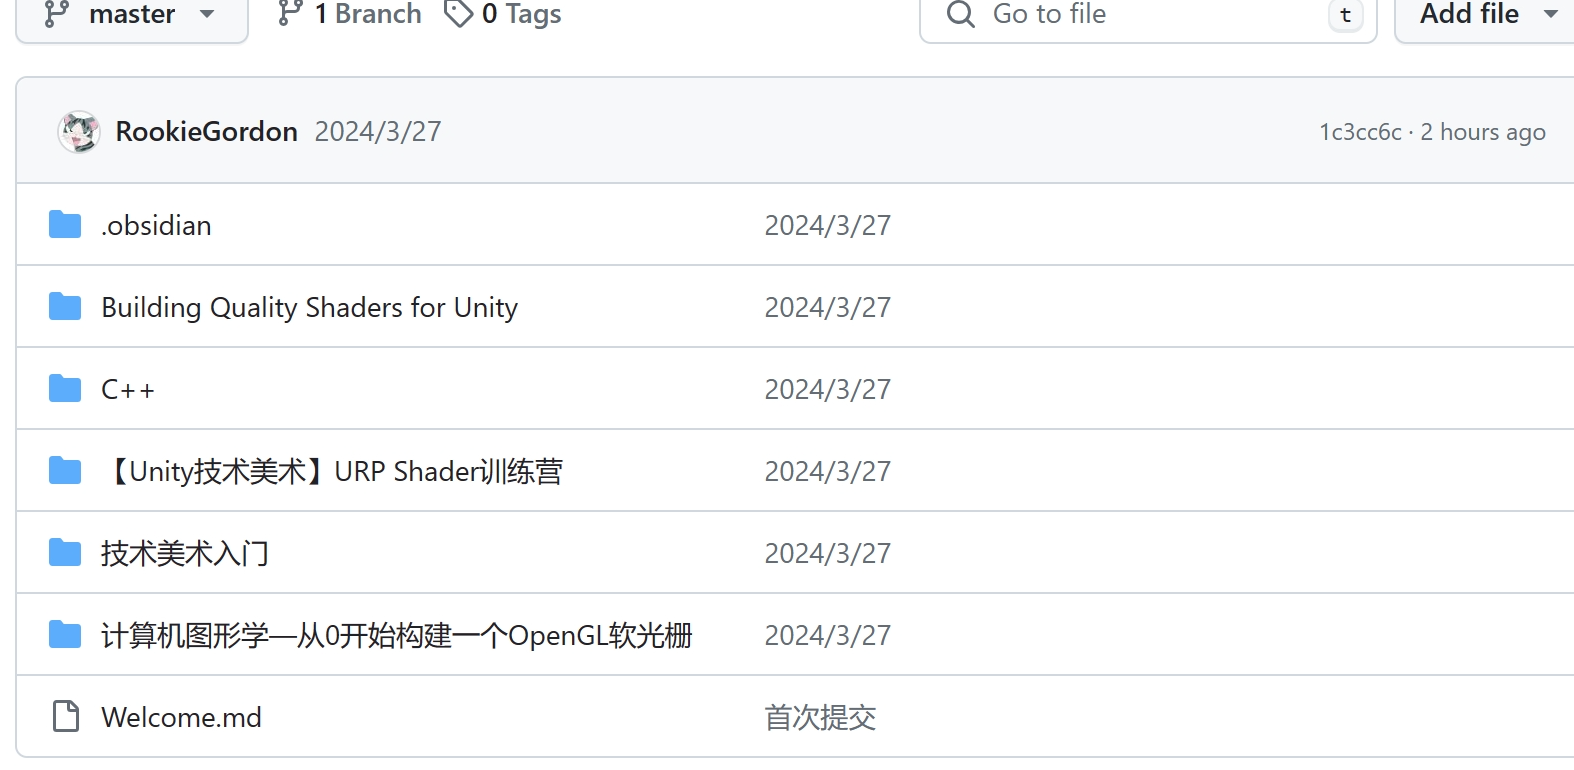 master 1 Branch 0 Tags Go to file t Add file
RookieGordon 2024/3/27 1c3cc6c · 2 hours ago
.obsidian 2024/3/27
Building Quality Shaders for Unity 2024/3/27
C++ 2024/3/27
【Unity技术美术】URP Shader训练营 2024/3/27
技术美术入门 2024/3/27
计算机图形学—从0开始构建一个OpenGL软光栅 2024/3/27
Welcome.md 首次提交